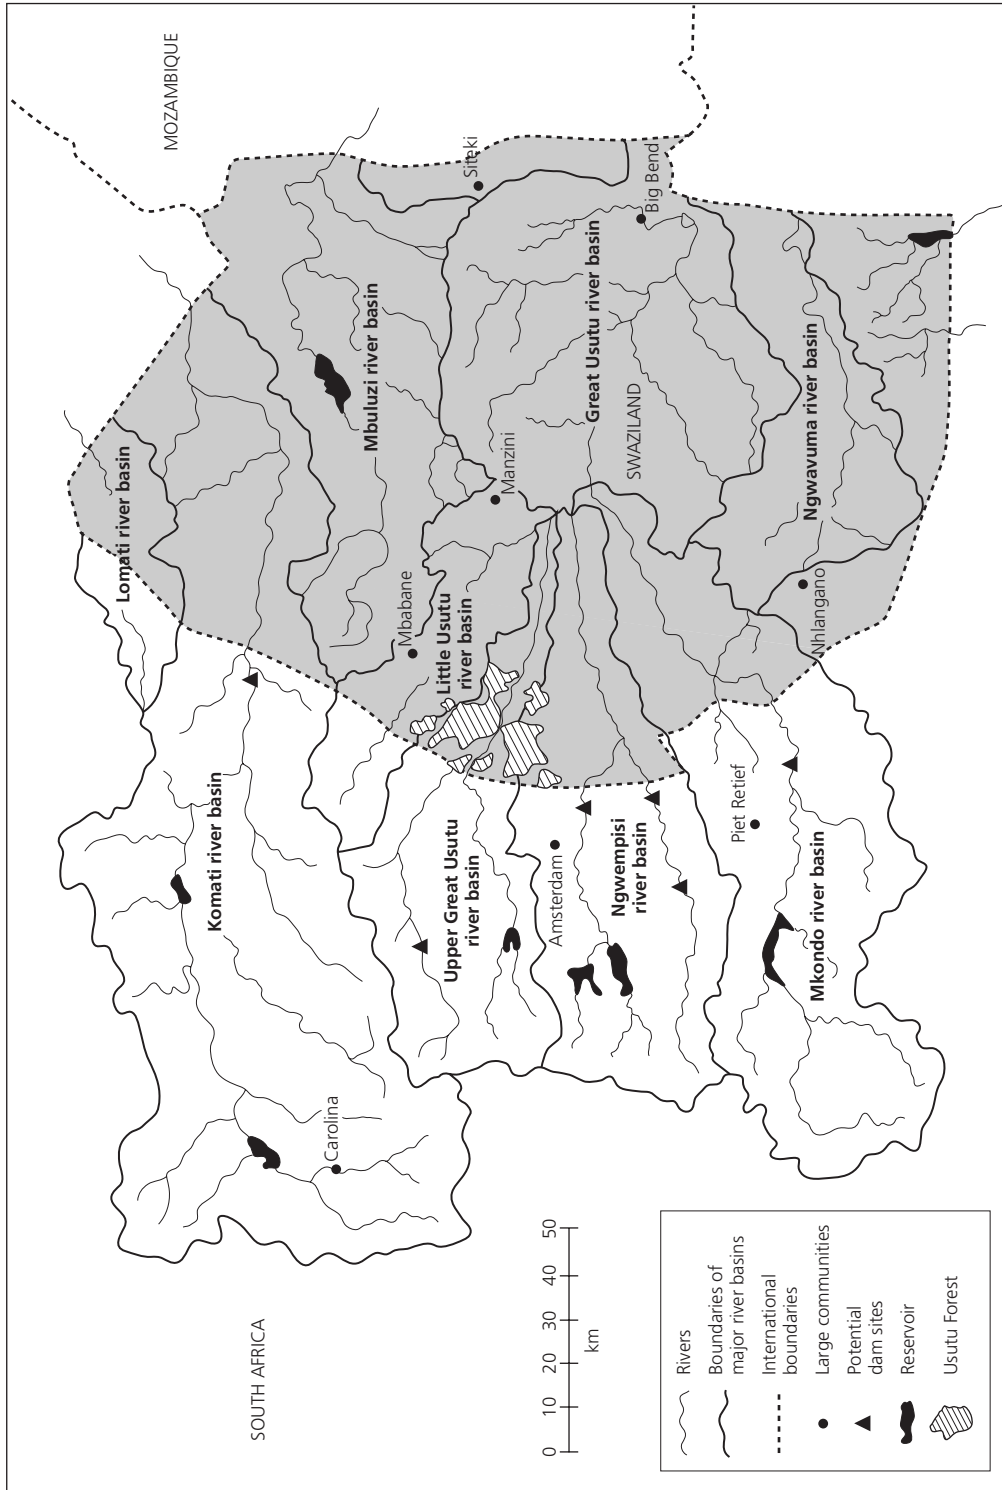 MOZAMBIQUE
Siteki
Big Bend
Lomati river basin
Mbuluzi river basin
Great Usutu river basin
SWAZILAND
Ngwavuma river basin
Manzini
Mbabane
Little Usutu
river basin
Nhlangano
Komati river basin
Upper Great Usutu
river basin
Amsterdam
Ngwempisi
river basin
Piet Retief
Mkondo river basin
Carolina
SOUTH AFRICA
0 10 20 30 40 50
km
Rivers
Boundaries of
major river basins
International
boundaries
Large communities
Potential
dam sites
Reservoir
Usutu Forest